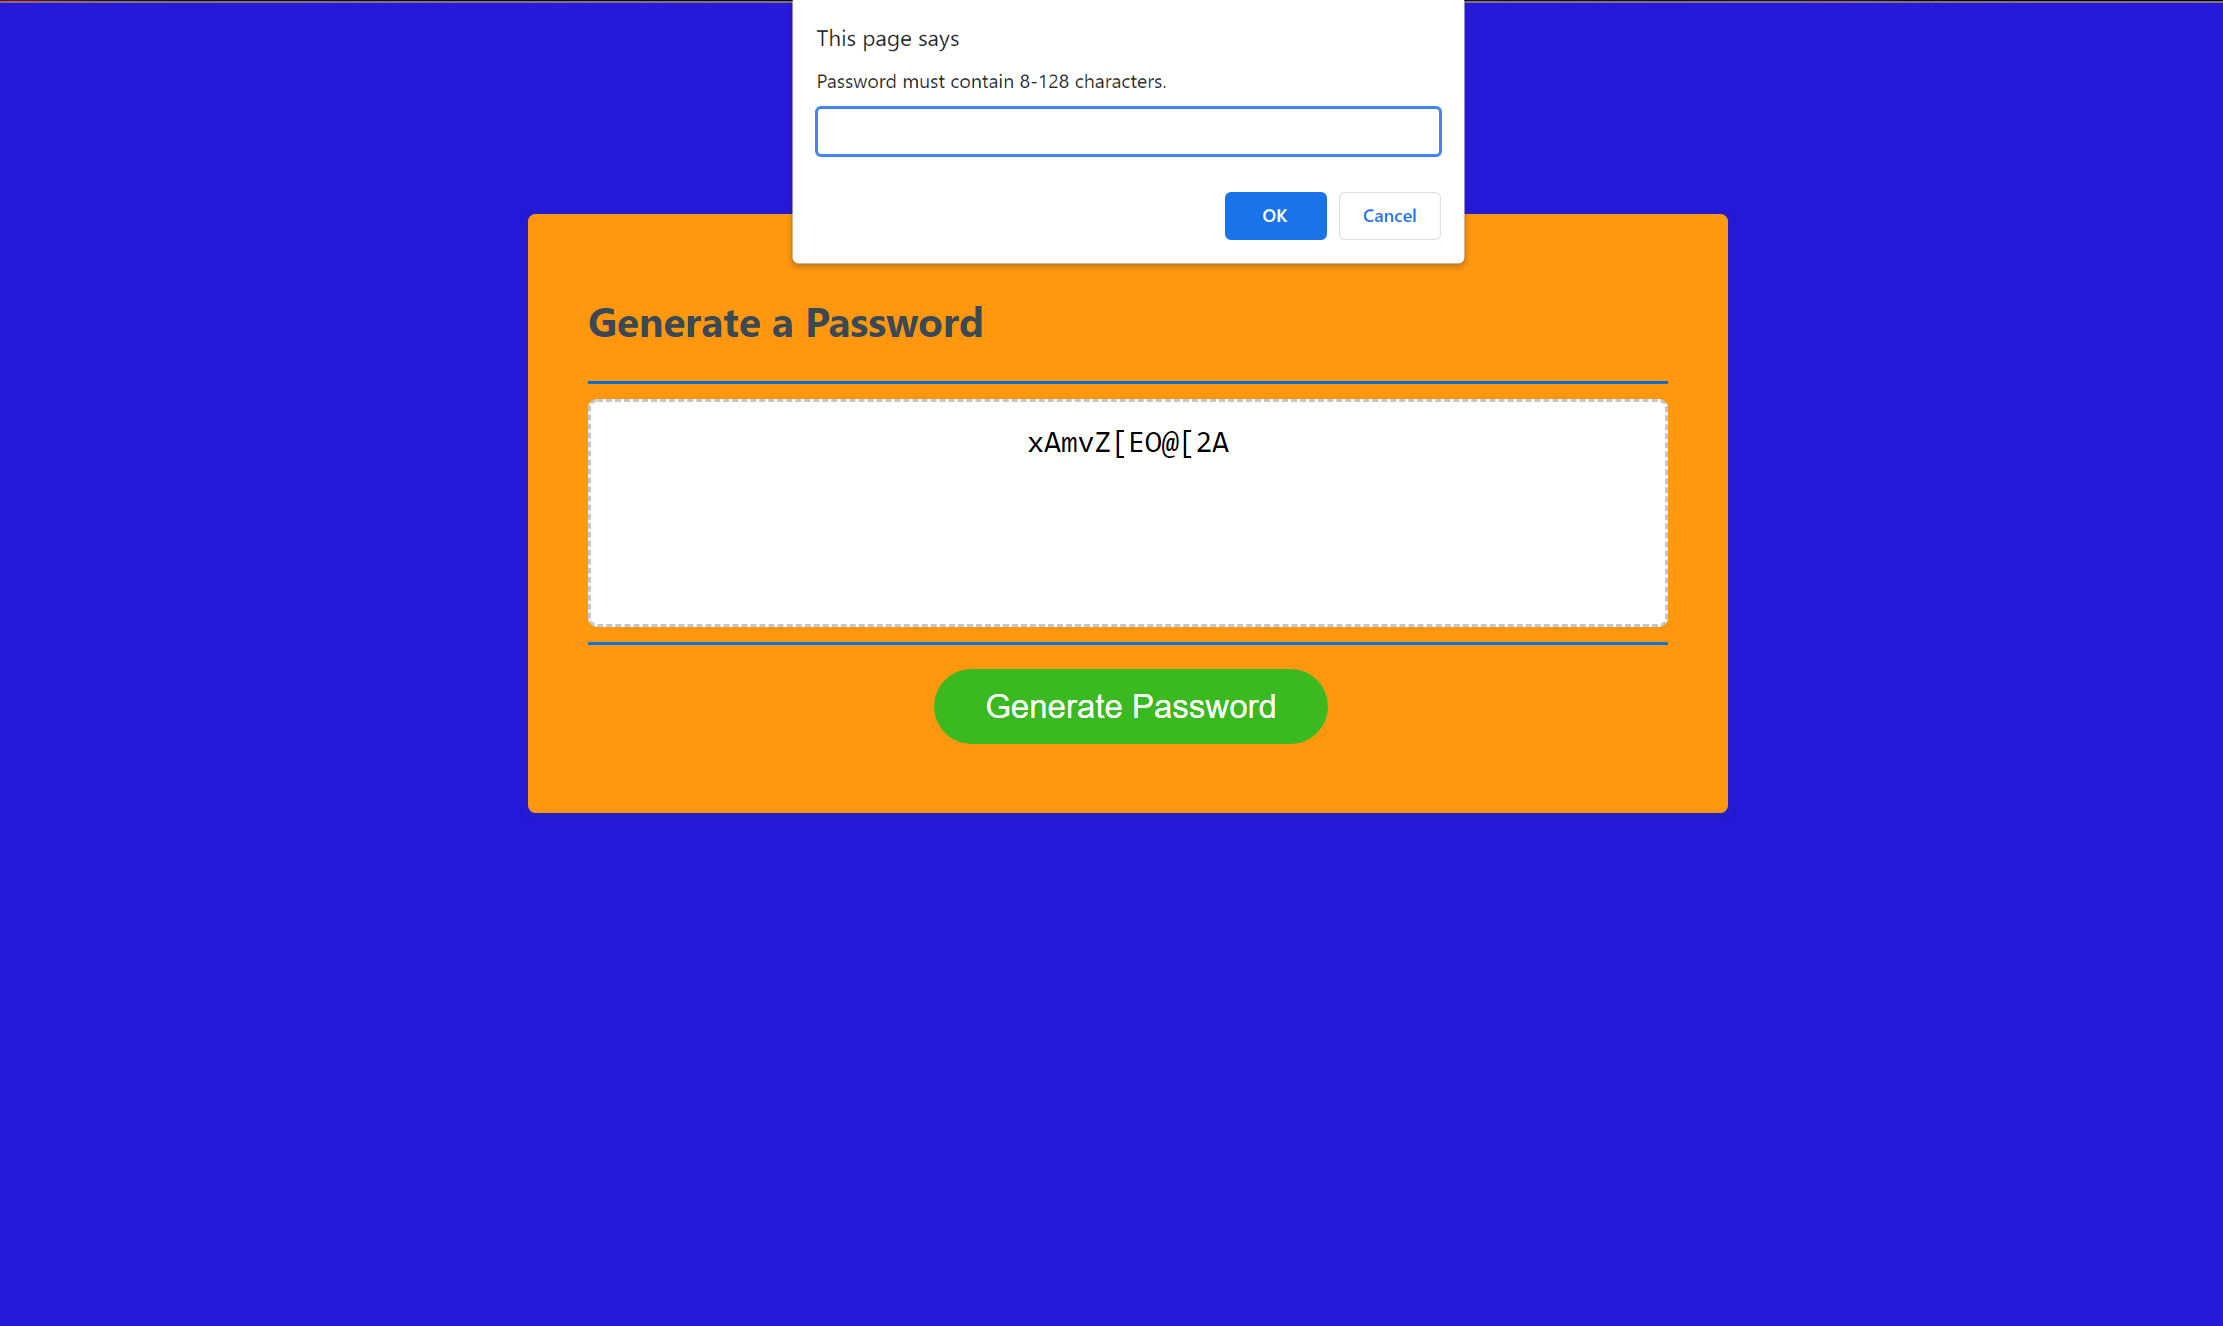 This page says
Password must contain 8-128 characters.
OK
Cancel
Generate a Password
xAmvZ[EO@[2A
Generate Password